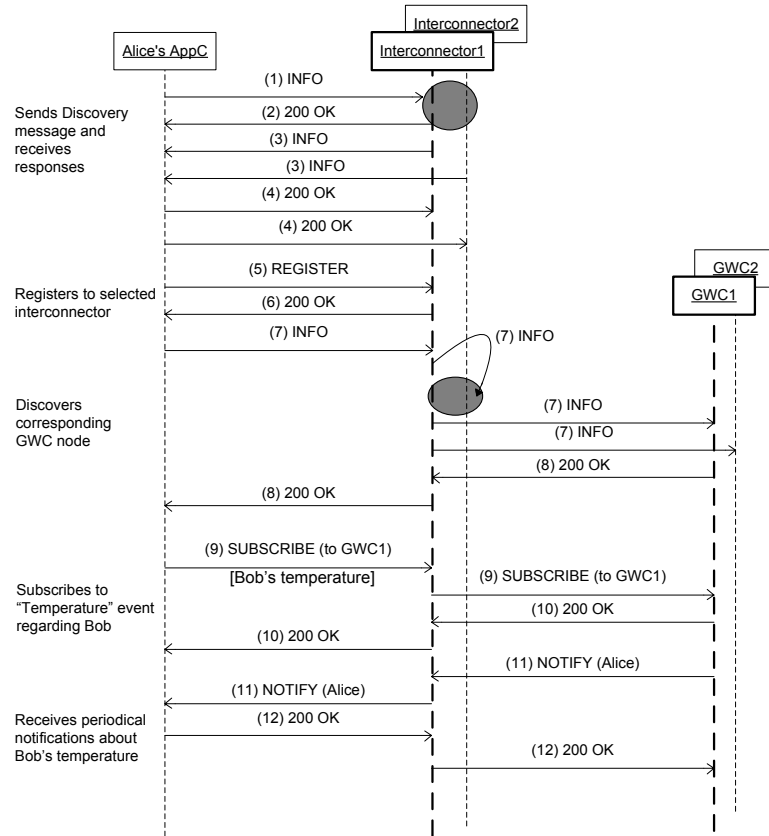 Interconnector2
Alice's AppC
Interconnector1
(1) INFO
Sends Discovery
message and
receives
responses
(2) 200 OK
(3) INFO
(3) INFO
(4) 200 OK
(4) 200 OK
GWC2
GWC1
(5) REGISTER
Registers to selected
interconnector
(6) 200 OK
(7) INFO
(7) INFO
Discovers
corresponding
GWC node
(7) INFO
(7) INFO
(8) 200 OK
(8) 200 OK
(9) SUBSCRIBE (to GWC1)
[Bob's temperature]
(9) SUBSCRIBE (to GWC1)
Subscribes to
“Temperature” event
regarding Bob
(10) 200 OK
(10) 200 OK
(11) NOTIFY (Alice)
(11) NOTIFY (Alice)
Receives periodical
notifications about
Bob’s temperature
(12) 200 OK
(12) 200 OK